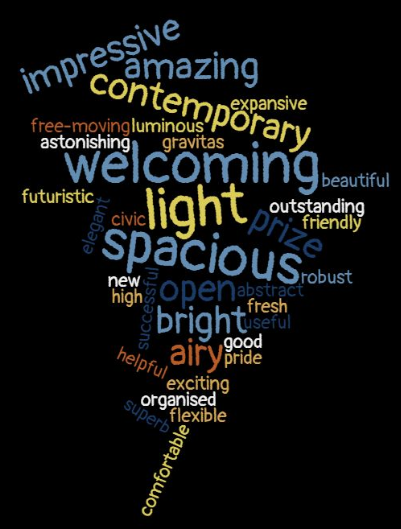 impressive
amazing
contemporary
expansive
free-moving
luminous
astonishing
gravitas
welcoming
beautiful
futuristic
light
outstanding
elegant
civic
prize
friendly
spacious
robust
new
open
abstract
high
successful
fresh
bright
useful
good
airy
pride
helpful
exciting
organised
superb
flexible
comfortable